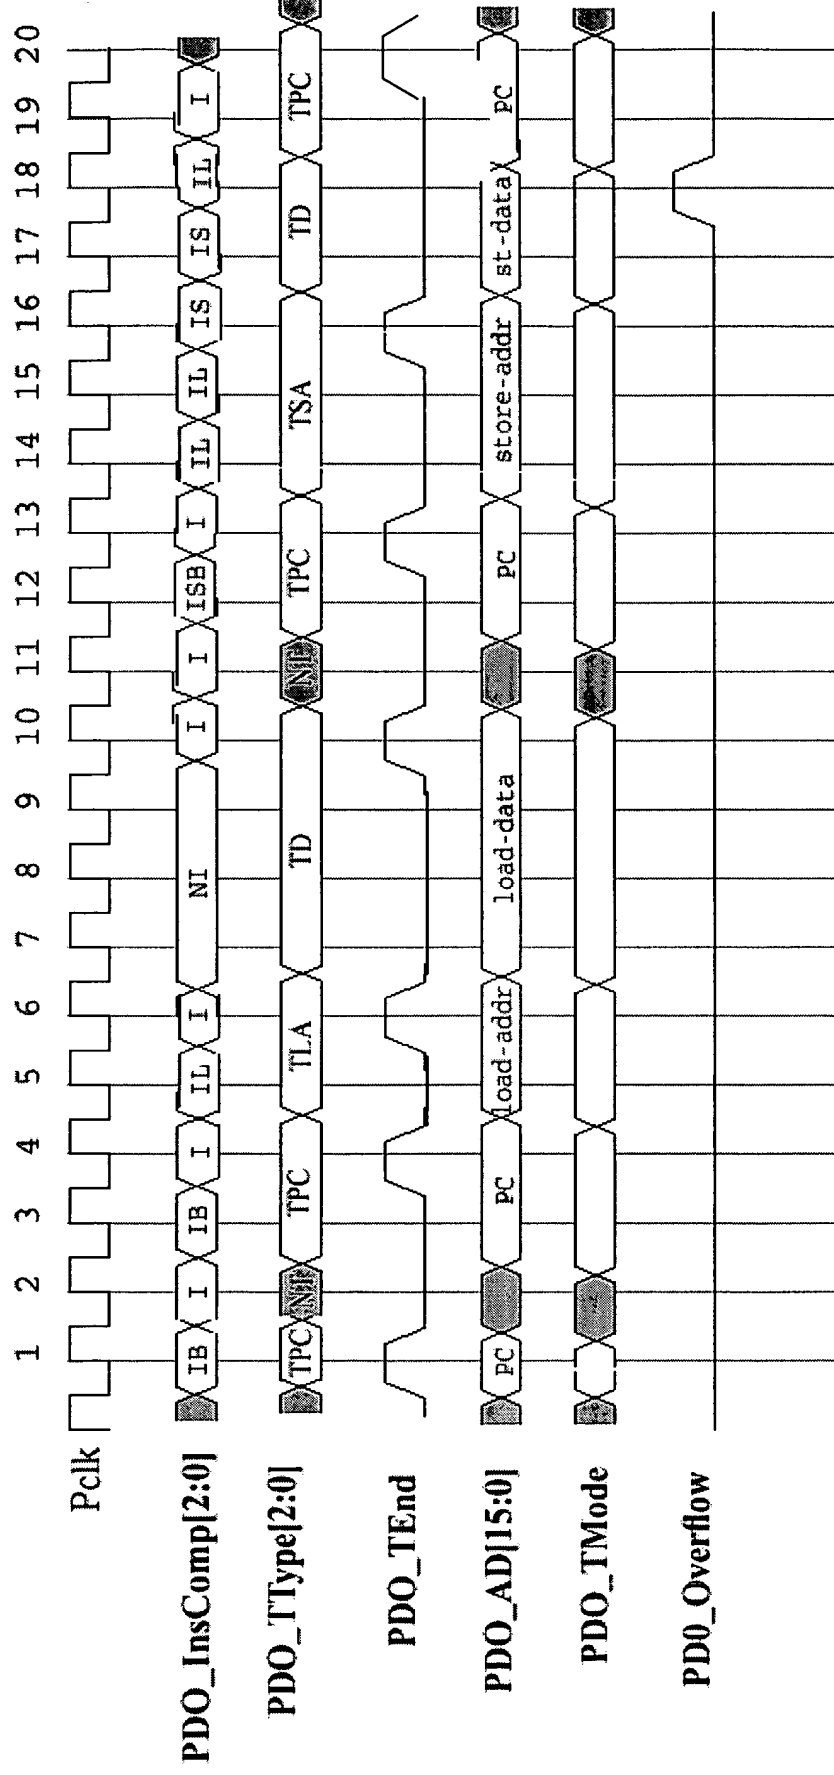 1 2 3 4 5 6 7 8 9 10 11 12 13 14 15 16 17 18 19 20
Pclk
PDO_InsComp[2:0] IB I IB I IL I NI I I ISB I IL IL IS IS IL I
PDO_TType[2:0] TPC NT TPC TLA TD NT TPC TSA TD TPC
PDO_TEnd
PDO_AD[15:0] PC PC load-addr load-data PC store-addr st-data PC
PDO_TMode
PD0_Overflow